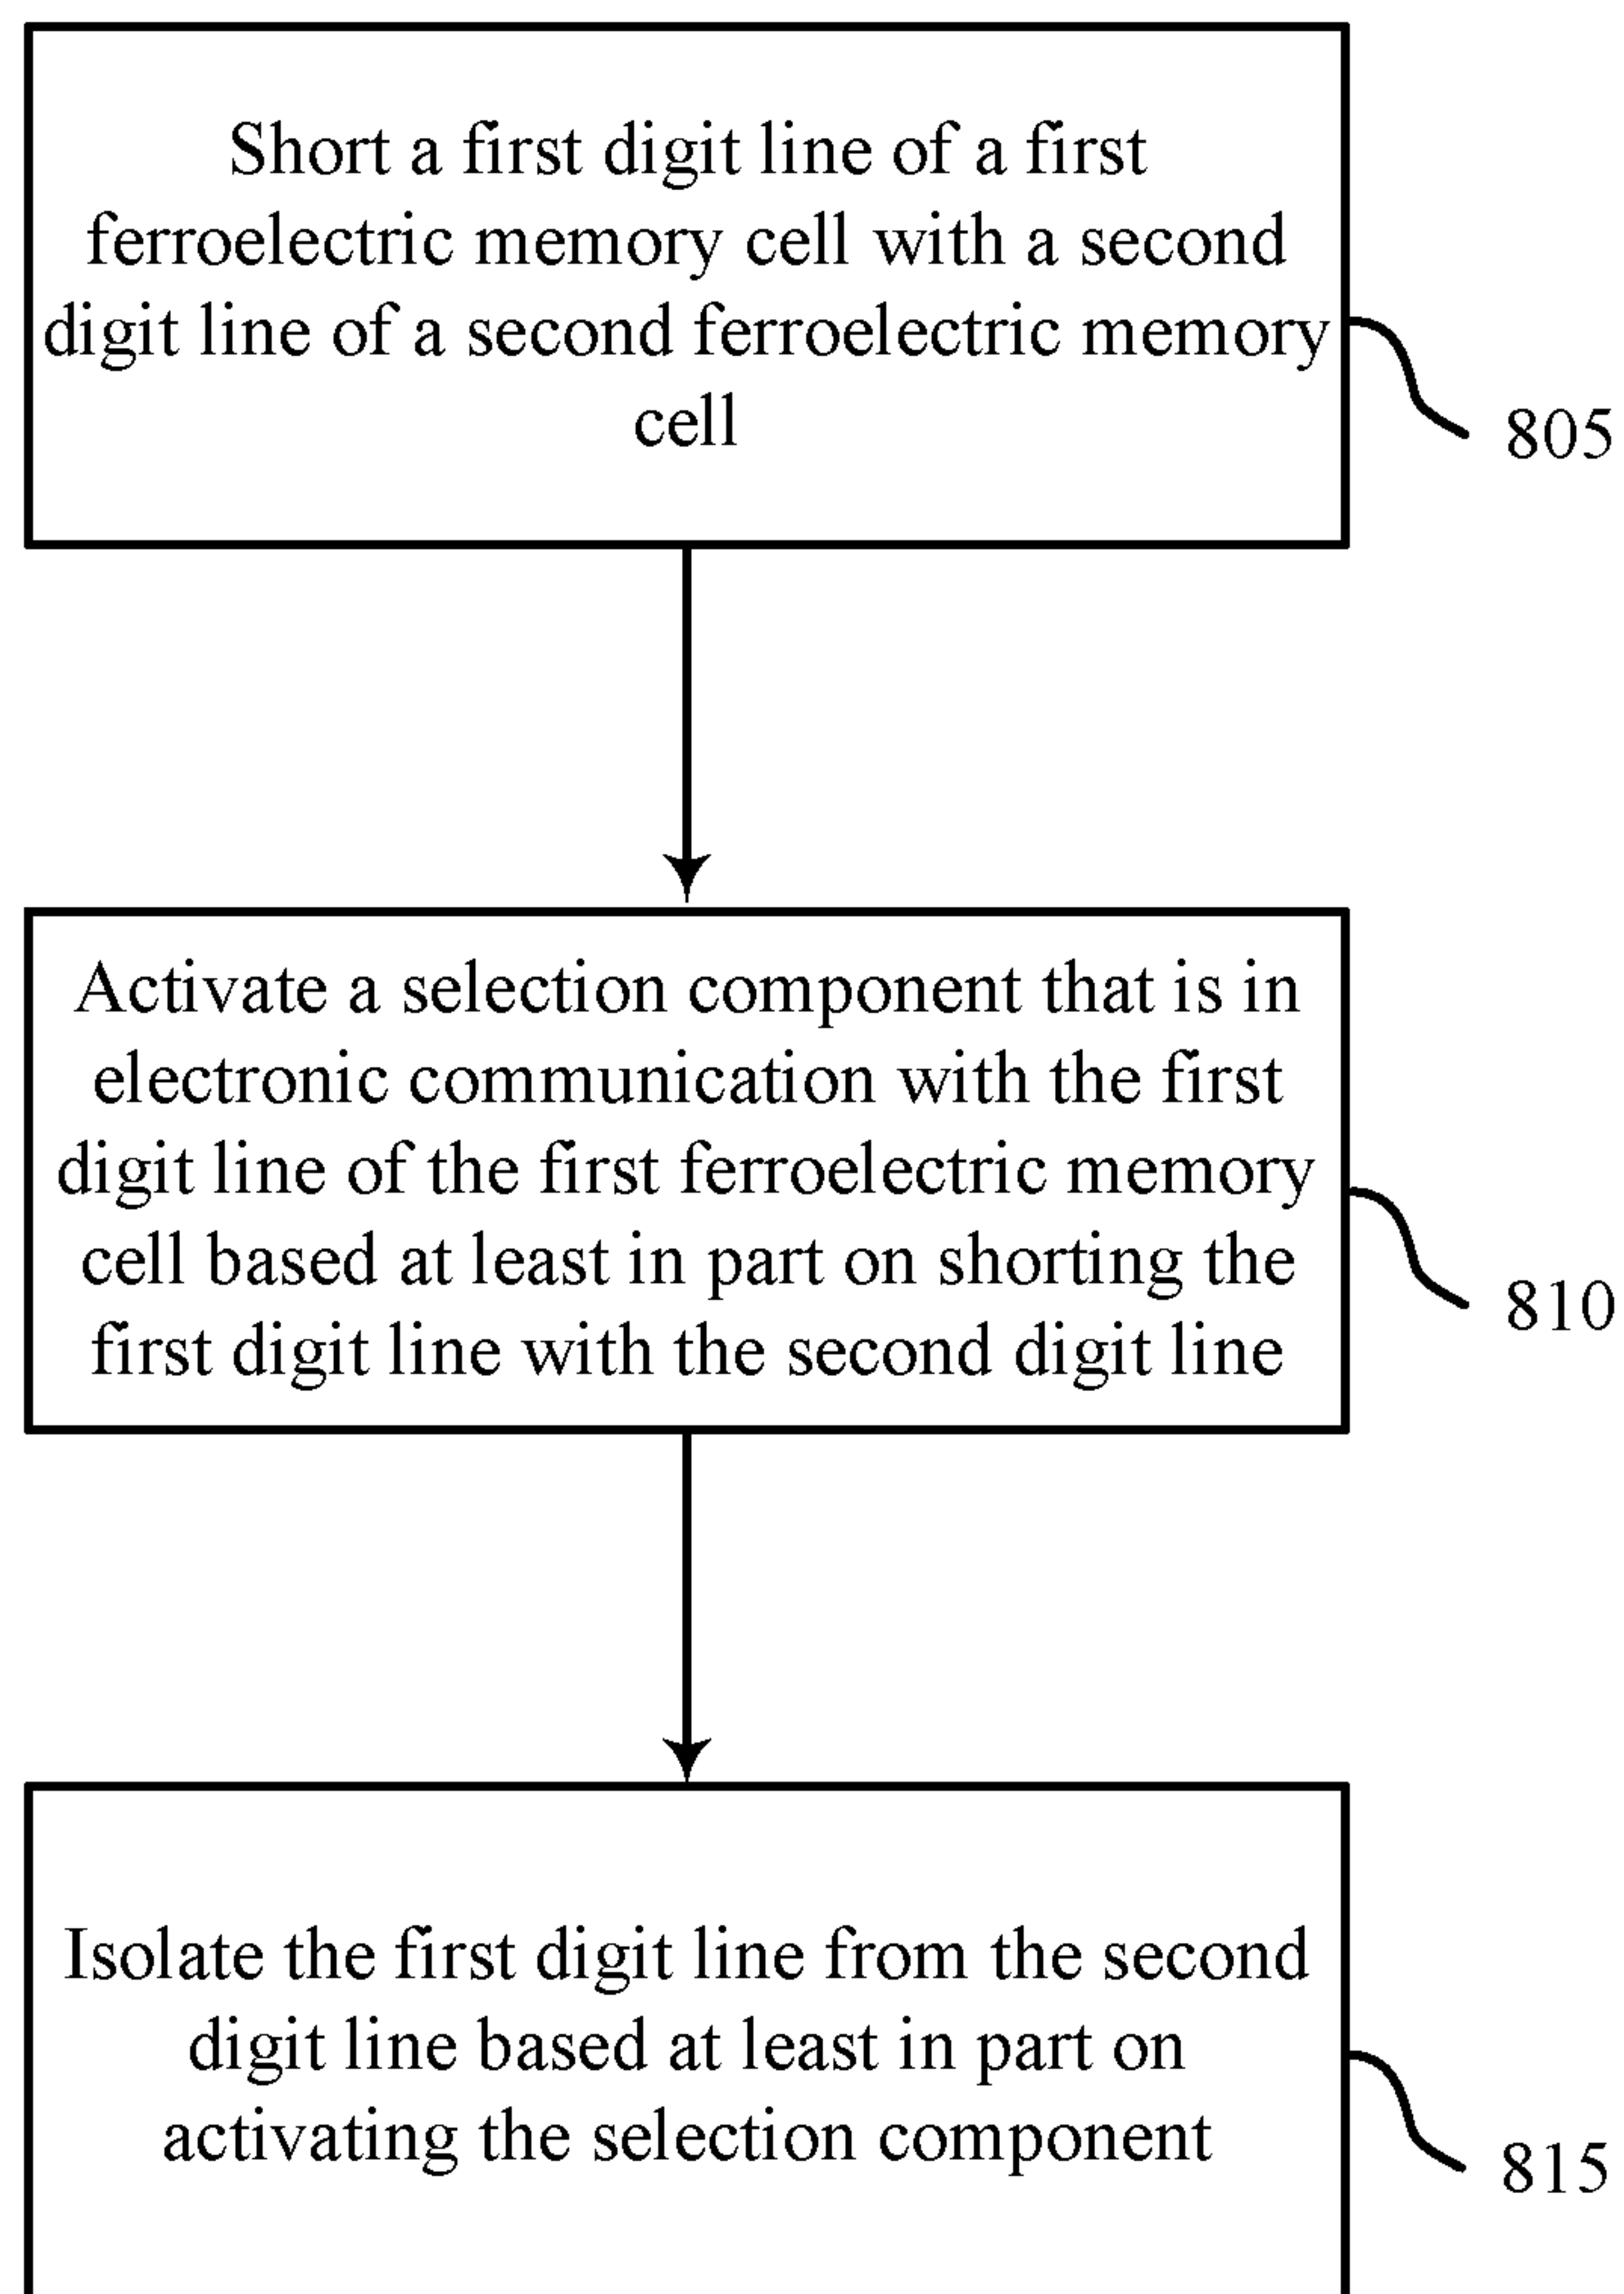 Short a first digit line of a first
ferroelectric memory cell with a second
digit line of a second ferroelectric memory
cell
805
Activate a selection component that is in
electronic communication with the first
digit line of the first ferroelectric memory
cell based at least in part on shorting the
first digit line with the second digit line
810
Isolate the first digit line from the second
digit line based at least in part on
activating the selection component
815